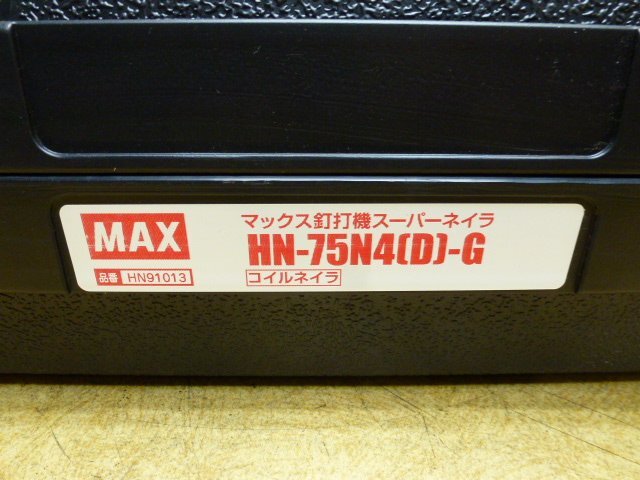 MAX
品番 HN91013
マックス釘打機スーパーネイラ
HN-75N4(D)-G
コイルネイラ